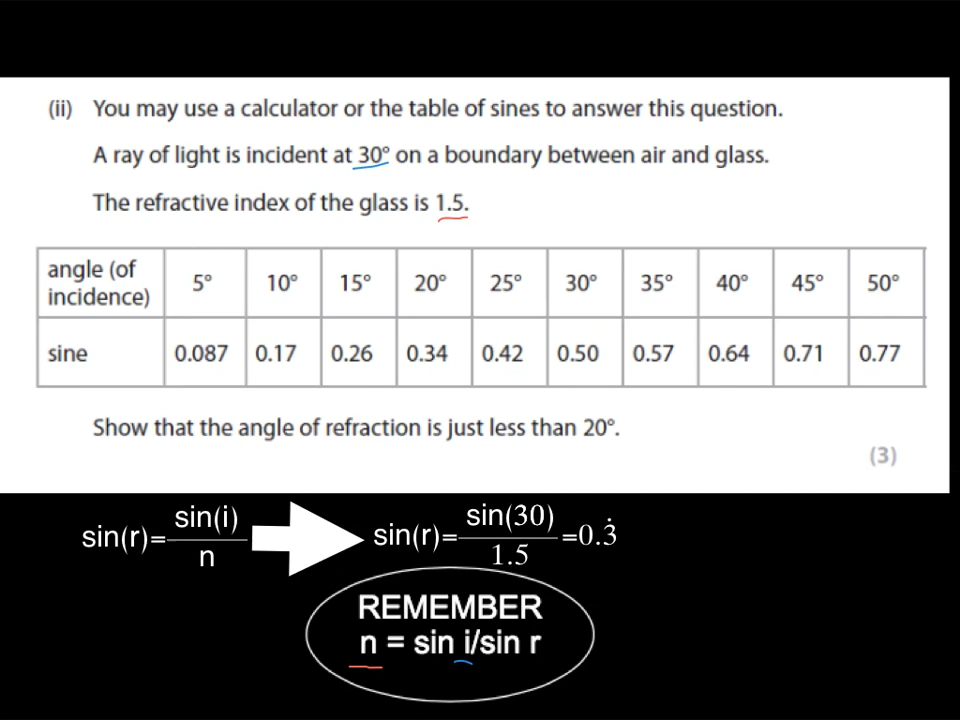 (ii) You may use a calculator or the table of sines to answer this question.
A ray of light is incident at 30° on a boundary between air and glass.
The refractive index of the glass is 1.5.
angle (of incidence) 5° 10° 15° 20° 25° 30° 35° 40° 45° 50°
sine 0.087 0.17 0.26 0.34 0.42 0.50 0.57 0.64 0.71 0.77
Show that the angle of refraction is just less than 20°.
(3)
sin(r)=sin(i)/n sin(r)=sin(30)/1.5=0.3̇
REMEMBER
n = sin i/sin r